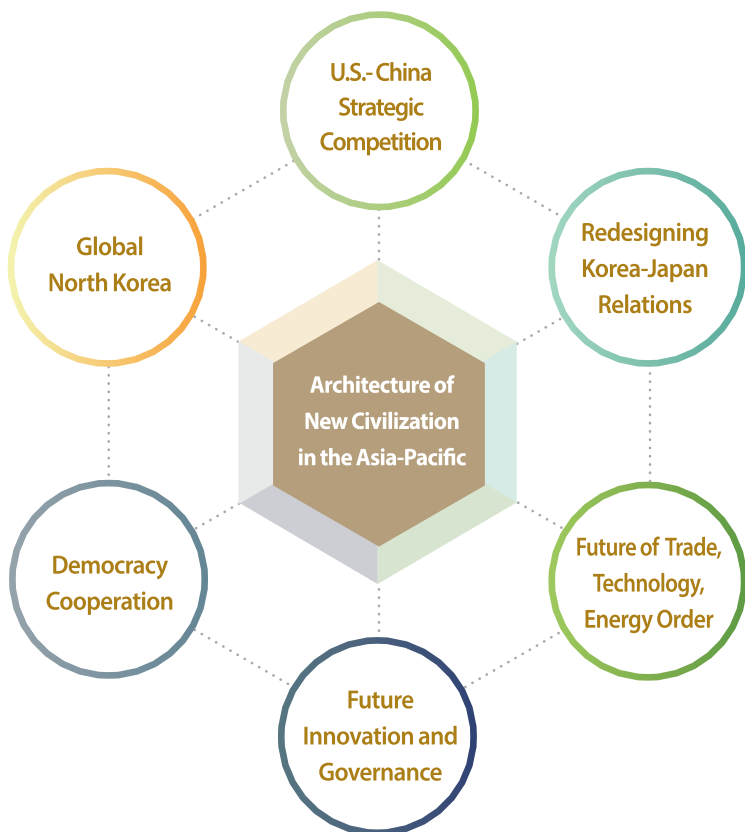 U.S.- China
Strategic
Competition
Global
North Korea
Redesigning
Korea-Japan
Relations
Architecture of
New Civilization
in the Asia-Pacific
Democracy
Cooperation
Future of Trade,
Technology,
Energy Order
Future
Innovation and
Governance